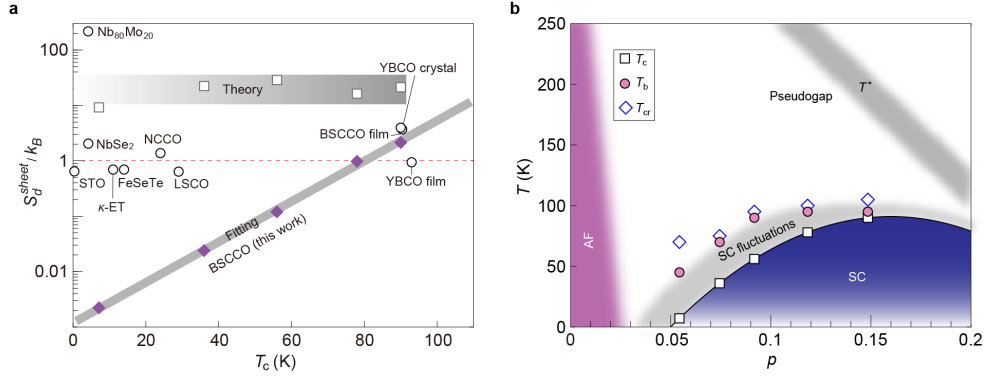 a
S_d^sheet / k_B
100
1
0.01
Nb80Mo20
YBCO crystal
Theory
BSCCO film
NbSe2
NCCO
STO
FeSeTe
LSCO
YBCO film
κ-ET
Fitting
BSCCO (this work)
0
20
40
60
80
100
Tc (K)
b
T (K)
250
200
150
100
50
0
Tc
Tb
Tcr
Pseudogap
T*
AF
SC fluctuations
SC
0.05
0.1
0.15
0.2
p